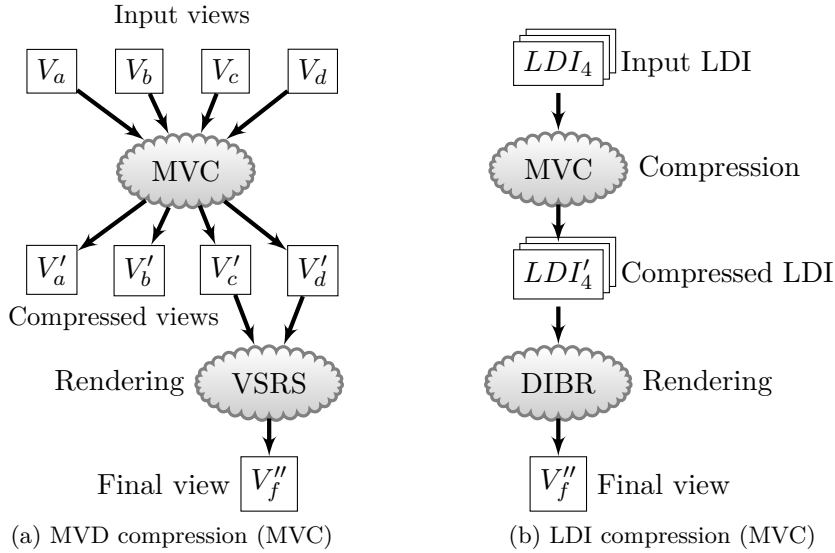 Input views
V_a V_b V_c V_d
MVC
V'_a V'_b V'_c V'_d
Compressed views
Rendering VSRS
Final view V''_f
(a) MVD compression (MVC)
LDI_4 Input LDI
MVC Compression
LDI'_4 Compressed LDI
DIBR Rendering
V''_f Final view
(b) LDI compression (MVC)